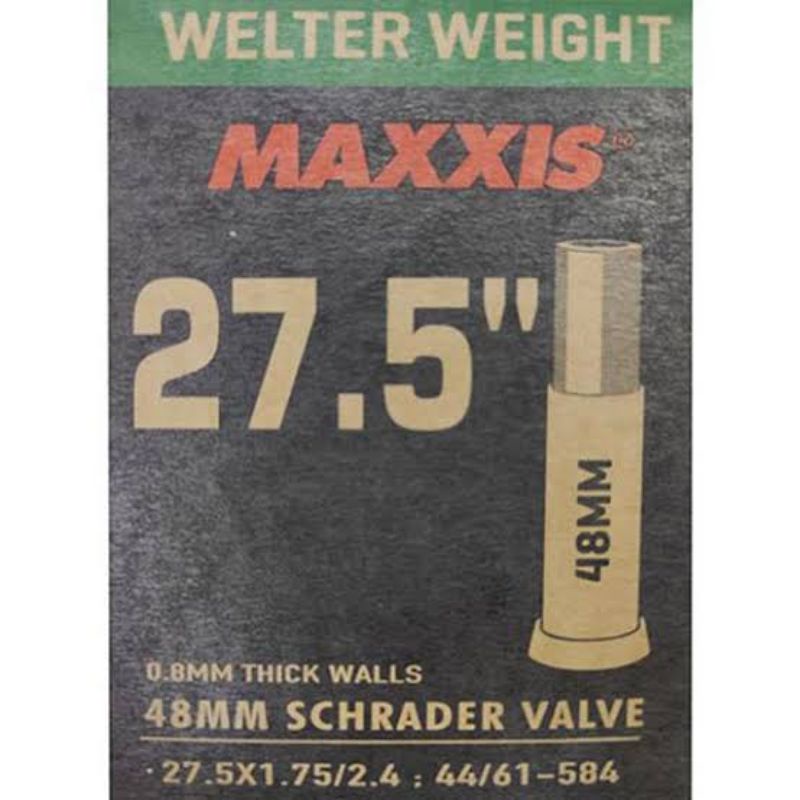 WELTER WEIGHT
MAXXIS
27.5"
48MM
0.8MM THICK WALLS
48MM SCHRADER VALVE
· 27.5X1.75/2.4 ; 44/61-584